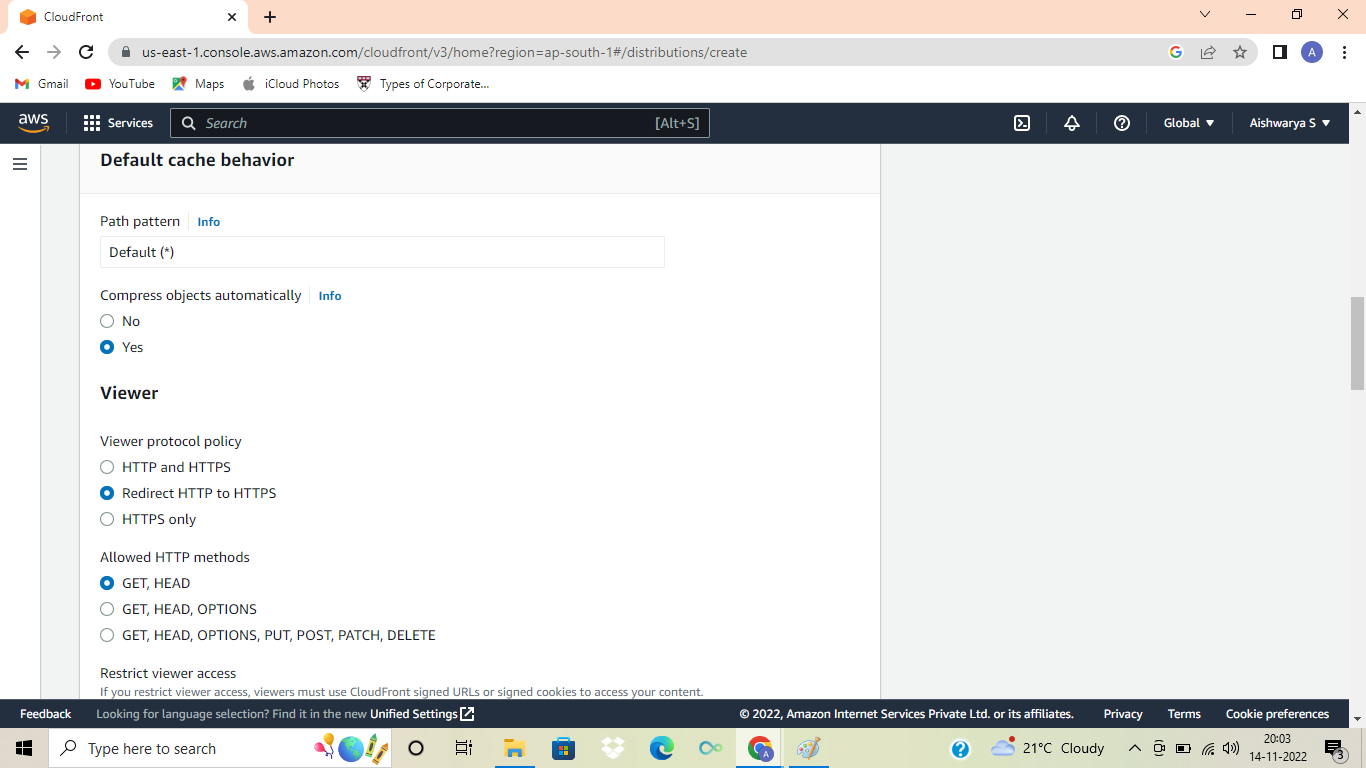 CloudFront
us-east-1.console.aws.amazon.com/cloudfront/v3/home?region=ap-south-1#/distributions/create
A
Gmail YouTube Maps iCloud Photos Types of Corporate...
aws Services Search [Alt+S] Global Aishwarya S
Default cache behavior
Path pattern Info
Default (*)
Compress objects automatically Info
No
Yes
Viewer
Viewer protocol policy
HTTP and HTTPS
Redirect HTTP to HTTPS
HTTPS only
Allowed HTTP methods
GET, HEAD
GET, HEAD, OPTIONS
GET, HEAD, OPTIONS, PUT, POST, PATCH, DELETE
Restrict viewer access
If you restrict viewer access, viewers must use CloudFront signed URLs or signed cookies to access your content.
Feedback Looking for language selection? Find it in the new Unified Settings © 2022, Amazon Internet Services Private Ltd. or its affiliates. Privacy Terms Cookie preferences
Type here to search A 21°C Cloudy 20:03
14-11-2022 3